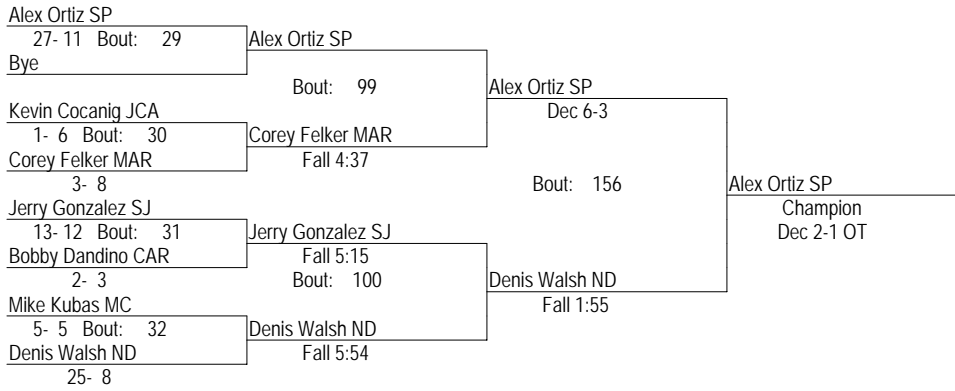 Alex Ortiz SP
27- 11 Bout: 29
Alex Ortiz SP
Bye
Bout: 99
Alex Ortiz SP
Dec 6-3
Kevin Cocanig JCA
1- 6 Bout: 30
Corey Felker MAR
Corey Felker MAR
Fall 4:37
3- 8
Bout: 156
Alex Ortiz SP
Champion
Dec 2-1 OT
Jerry Gonzalez SJ
13- 12 Bout: 31
Jerry Gonzalez SJ
Bobby Dandino CAR
Fall 5:15
2- 3
Bout: 100
Denis Walsh ND
Fall 1:55
Mike Kubas MC
5- 5 Bout: 32
Denis Walsh ND
Denis Walsh ND
Fall 5:54
25- 8